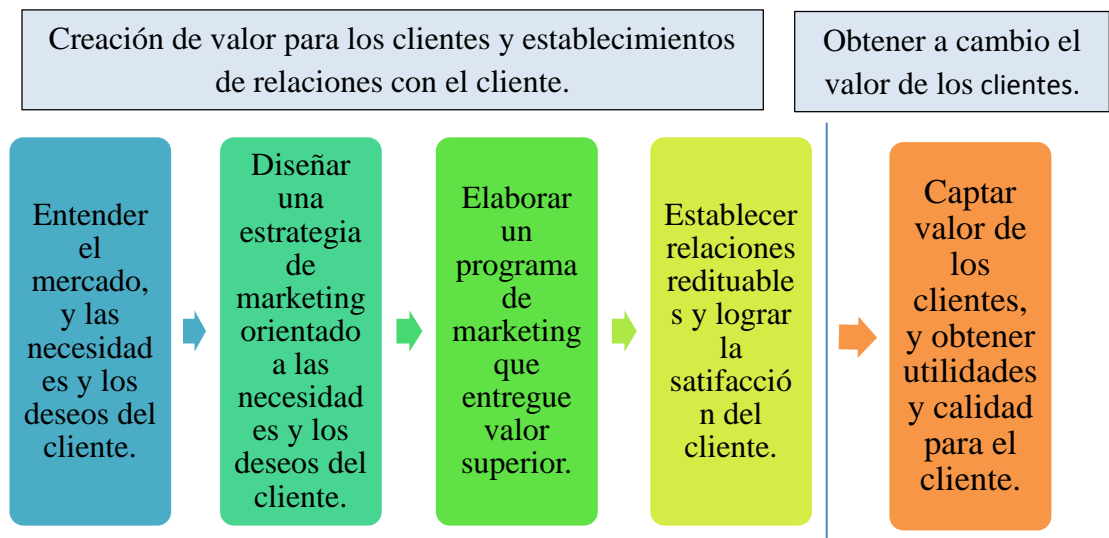 Creación de valor para los clientes y establecimientos
de relaciones con el cliente.
Obtener a cambio el
valor de los clientes.
Entender
el
mercado,
y las
necesidad
es y los
deseos del
cliente.
Diseñar
una
estrategia
de
marketing
orientado
a las
necesidad
es y los
deseos del
cliente.
Elaborar
un
programa
de
marketing
que
entregue
valor
superior.
Establecer
relaciones
redituable
s y lograr
la
satifacció
n del
cliente.
Captar
valor de
los
clientes,
y obtener
utilidades
y calidad
para el
cliente.